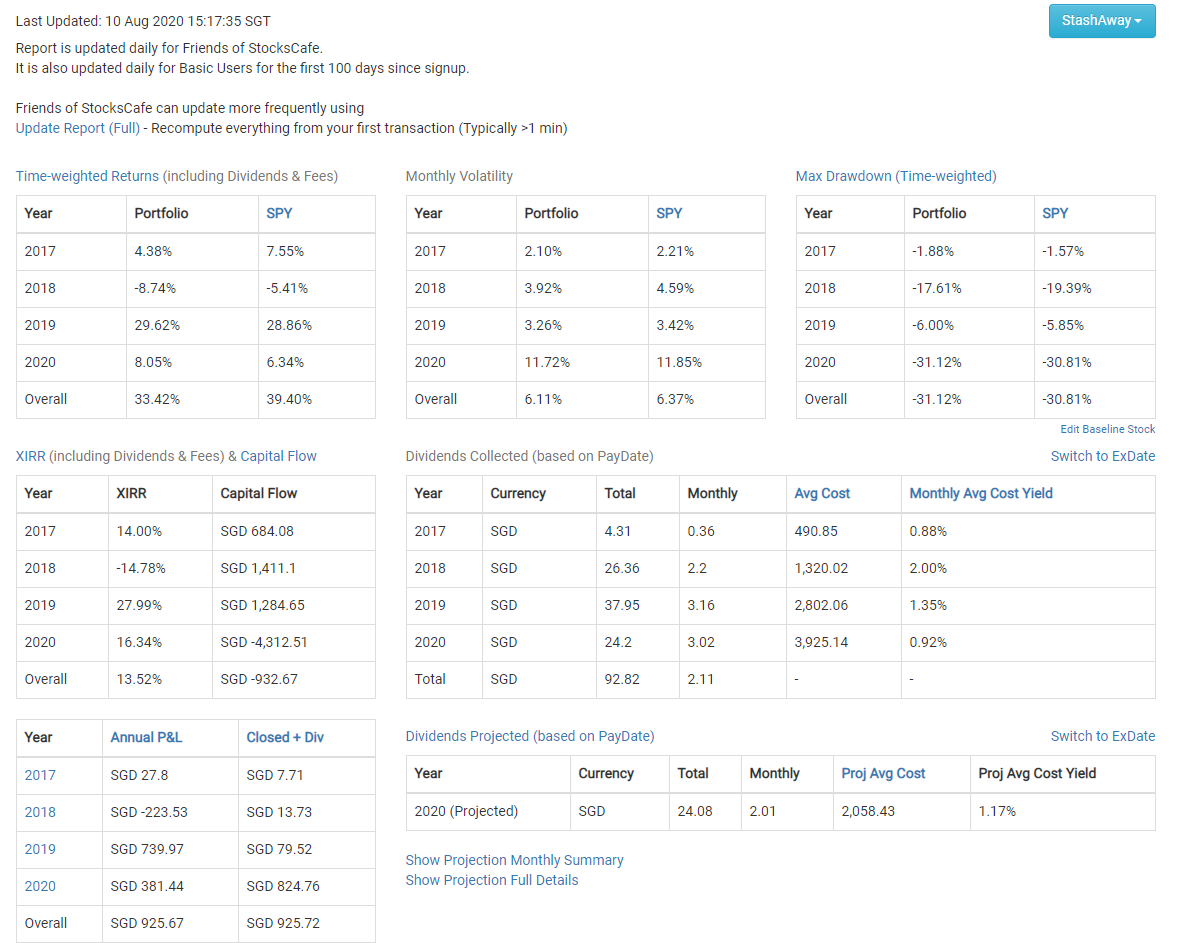 Last Updated: 10 Aug 2020 15:17:35 SGT
StashAway
Report is updated daily for Friends of StocksCafe.
It is also updated daily for Basic Users for the first 100 days since signup.
Friends of StocksCafe can update more frequently using
Update Report (Full) - Recompute everything from your first transaction (Typically >1 min)
Time-weighted Returns (including Dividends & Fees)
Year Portfolio SPY
2017 4.38% 7.55%
2018 -8.74% -5.41%
2019 29.62% 28.86%
2020 8.05% 6.34%
Overall 33.42% 39.40%
Monthly Volatility
Year Portfolio SPY
2017 2.10% 2.21%
2018 3.92% 4.59%
2019 3.26% 3.42%
2020 11.72% 11.85%
Overall 6.11% 6.37%
Max Drawdown (Time-weighted)
Year Portfolio SPY
2017 -1.88% -1.57%
2018 -17.61% -19.39%
2019 -6.00% -5.85%
2020 -31.12% -30.81%
Overall -31.12% -30.81%
Edit Baseline Stock
XIRR (including Dividends & Fees) & Capital Flow
Year XIRR Capital Flow
2017 14.00% SGD 684.08
2018 -14.78% SGD 1,411.1
2019 27.99% SGD 1,284.65
2020 16.34% SGD -4,312.51
Overall 13.52% SGD -932.67
Dividends Collected (based on PayDate)
Switch to ExDate
Year Currency Total Monthly Avg Cost Monthly Avg Cost Yield
2017 SGD 4.31 0.36 490.85 0.88%
2018 SGD 26.36 2.2 1,320.02 2.00%
2019 SGD 37.95 3.16 2,802.06 1.35%
2020 SGD 24.2 3.02 3,925.14 0.92%
Total SGD 92.82 2.11 - -
Year Annual P&L Closed + Div
2017 SGD 27.8 SGD 7.71
2018 SGD -223.53 SGD 13.73
2019 SGD 739.97 SGD 79.52
2020 SGD 381.44 SGD 824.76
Overall SGD 925.67 SGD 925.72
Dividends Projected (based on PayDate)
Switch to ExDate
Year Currency Total Monthly Proj Avg Cost Proj Avg Cost Yield
2020 (Projected) SGD 24.08 2.01 2,058.43 1.17%
Show Projection Monthly Summary
Show Projection Full Details